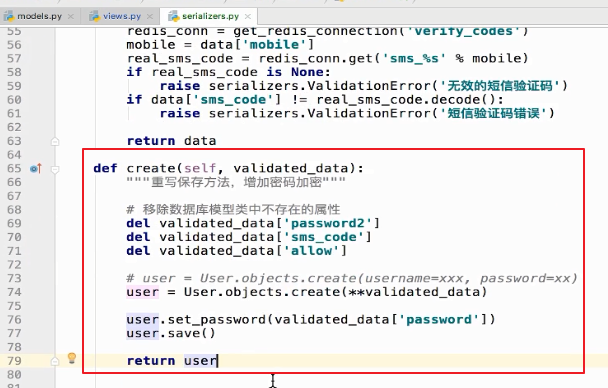 models.py × views.py × serializers.py ×
55 redis_conn = get_redis_connection('verify_codes')
56 mobile = data['mobile']
57 real_sms_code = redis_conn.get('sms_%s' % mobile)
58 if real_sms_code is None:
59 raise serializers.ValidationError('无效的短信验证码')
60 if data['sms_code'] != real_sms_code.decode():
61 raise serializers.ValidationError('短信验证码错误')
62
63 return data
64
65 def create(self, validated_data):
66 """重写保存方法，增加密码加密"""
67
68 # 移除数据库模型类中不存在的属性
69 del validated_data['password2']
70 del validated_data['sms_code']
71 del validated_data['allow']
72
73 # user = User.objects.create(username=xxx, password=xx)
74 user = User.objects.create(**validated_data)
75
76 user.set_password(validated_data['password'])
77 user.save()
78
79 return user
80
81